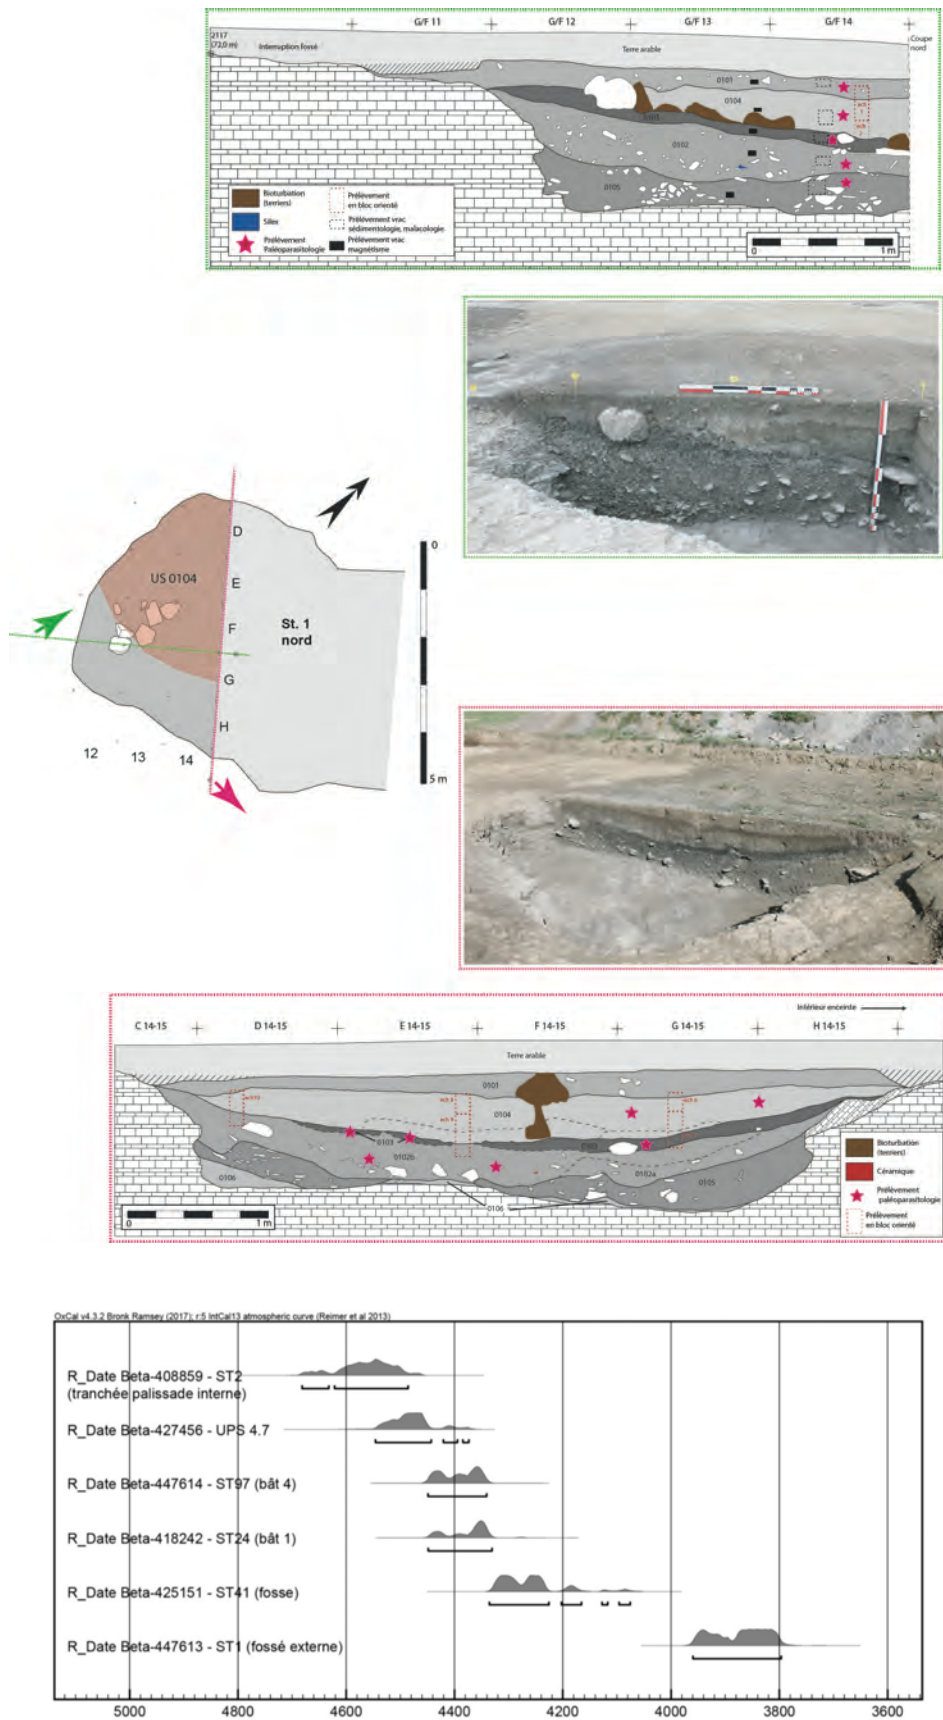 G/F 11
G/F 12
G/F 13
G/F 14
2117
(72,0 m)
Interruption fossé
Terre arable
Coupe
nord
0101
0104
0103
0102
0105
Bioturbation
(terriers)
Silex
Prélèvement
Paléoparasitologie
Prélèvement
en bloc orienté
Prélèvement vrac
sédimentologie, malacologie
Prélèvement vrac
magnétisme
0
1 m
US 0104
St. 1
nord
D
E
F
G
H
12
13
14
0
5 m
Intérieur enceinte
C 14-15
D 14-15
E 14-15
F 14-15
G 14-15
H 14-15
Terre arable
0101
0104
0103
0103
0102b
0102a
0105
0106
0106
0
1 m
Bioturbation
(terriers)
Céramique
Prélèvement
paléoparasitologie
Prélèvement
en bloc orienté
OxCal v4.3.2 Bronk Ramsey (2017); r:5 IntCal13 atmospheric curve (Reimer et al 2013)
R_Date Beta-408859 - ST2
(tranchée palissade interne)
R_Date Beta-427456 - UPS 4.7
R_Date Beta-447614 - ST97 (bât 4)
R_Date Beta-418242 - ST24 (bât 1)
R_Date Beta-425151 - ST41 (fosse)
R_Date Beta-447613 - ST1 (fossé externe)
5000
4800
4600
4400
4200
4000
3800
3600